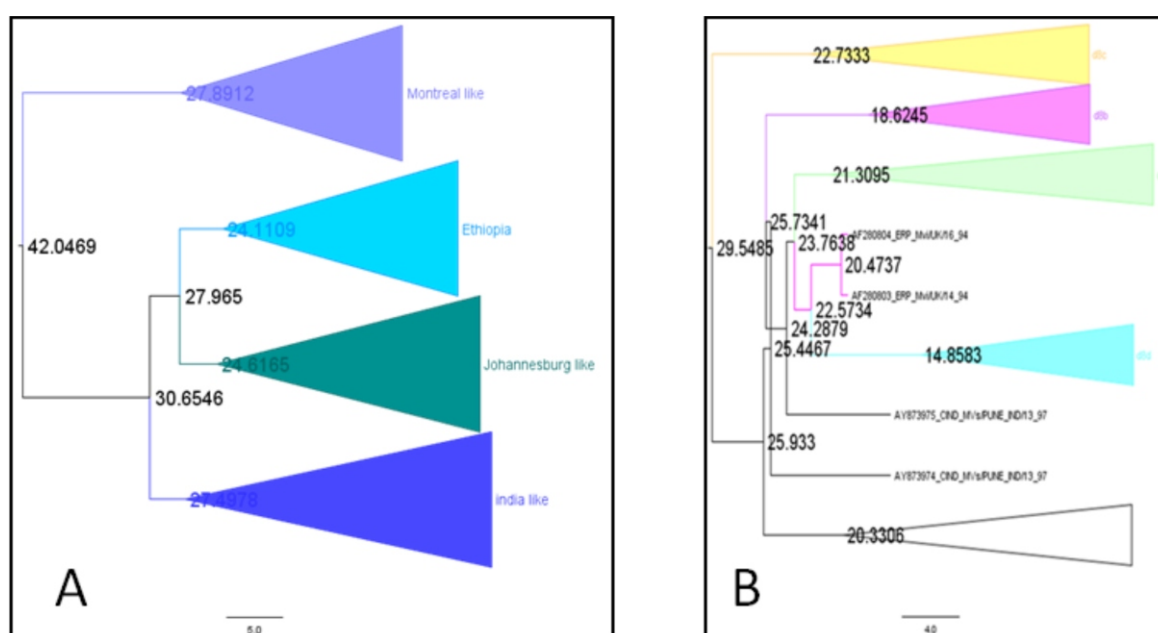 27.8912
Montreal like
24.1109
Ethiopia
42.0469
27.965
24.6165
Johannesburg like
30.6546
27.4978
india like
A
5.0
22.7333
d8c
18.6245
d8b
21.3095
25.7341
AF280804_ERP_Mvi/UK/16_94
23.7638
29.5485
20.4737
AF280803_ERP_Mvi/UK/14_94
22.5734
24.2879
25.4467
14.8583
AY873975_CIND_MVs/PUNE_IND/13_97
25.933
AY873974_CIND_MVs/PUNE_IND/13_97
20.3306
B
4.0